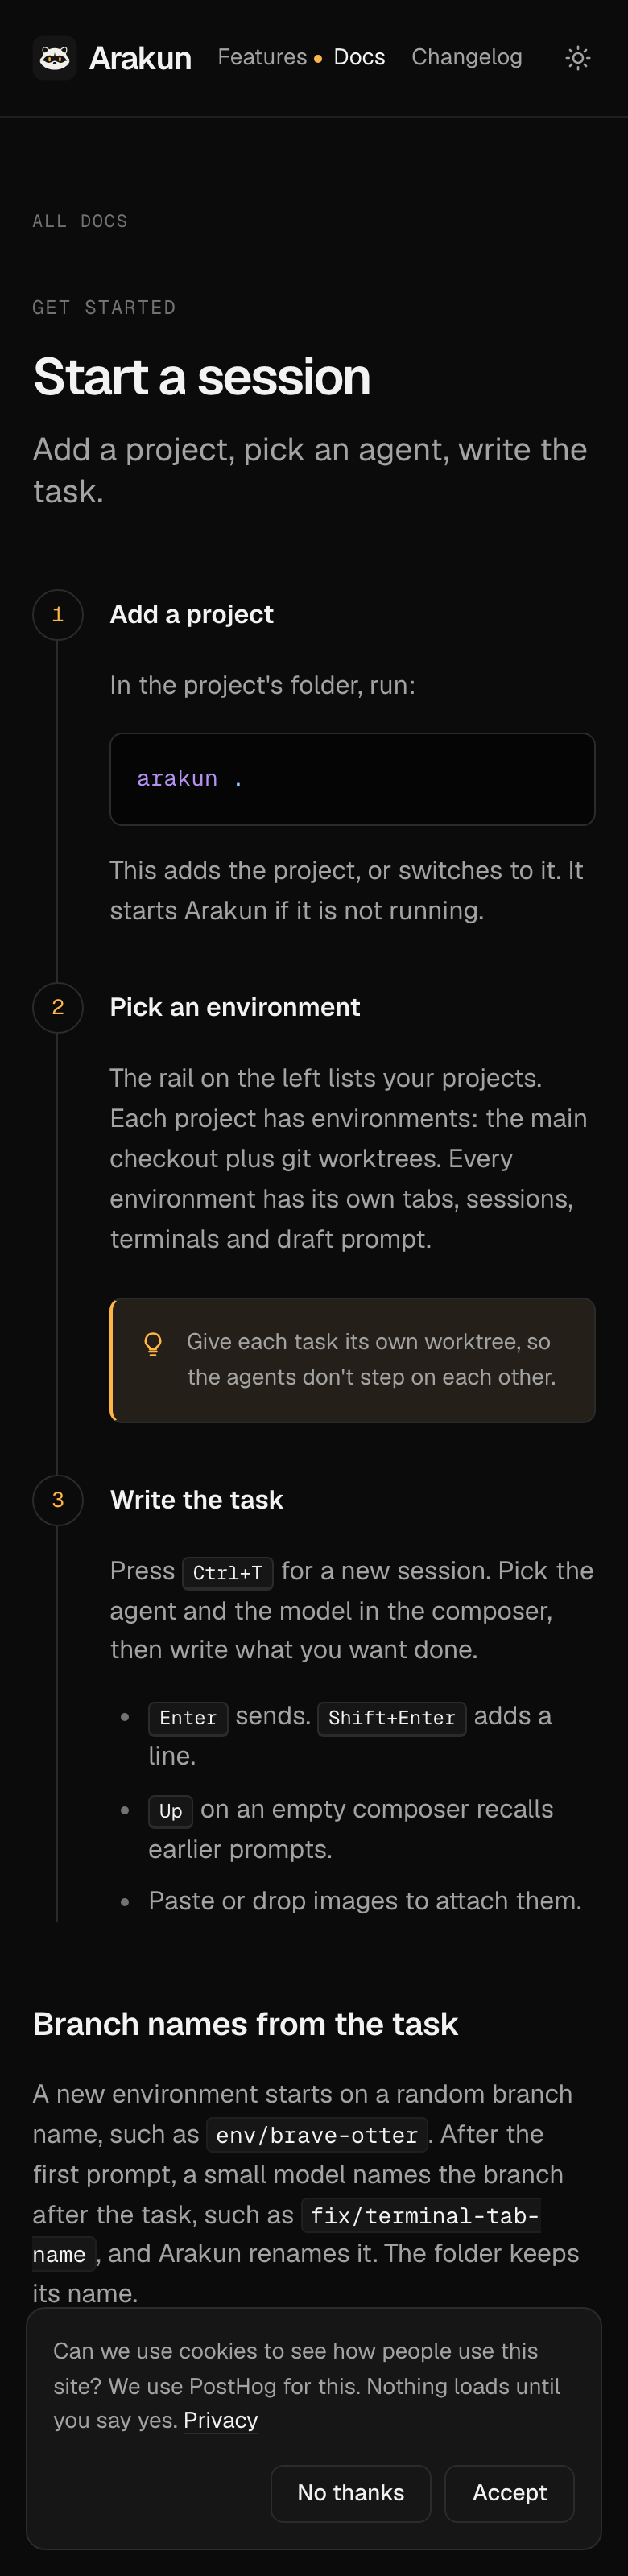 Arakun Features Docs Changelog
ALL DOCS
GET STARTED
Start a session
Add a project, pick an agent, write the
task.
1 Add a project
In the project's folder, run:
arakun .
This adds the project, or switches to it. It
starts Arakun if it is not running.
2 Pick an environment
The rail on the left lists your projects.
Each project has environments: the main
checkout plus git worktrees. Every
environment has its own tabs, sessions,
terminals and draft prompt.
Give each task its own worktree, so
the agents don't step on each other.
3 Write the task
Press Ctrl+T for a new session. Pick the
agent and the model in the composer,
then write what you want done.
Enter sends. Shift+Enter adds a
line.
Up on an empty composer recalls
earlier prompts.
Paste or drop images to attach them.
Branch names from the task
A new environment starts on a random branch
name, such as env/brave-otter. After the
first prompt, a small model names the branch
after the task, such as fix/terminal-tab-
name, and Arakun renames it. The folder keeps
its name.
Can we use cookies to see how people use this
site? We use PostHog for this. Nothing loads until
you say yes. Privacy
No thanks Accept